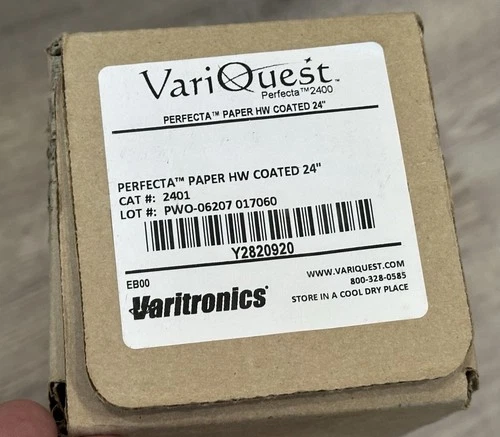 VariQuest™
Perfecta™2400
PERFECTA™ PAPER HW COATED 24"
PERFECTA™ PAPER HW COATED 24"
CAT #: 2401
LOT #: PWO-06207 017060
Y2820920
EB00
Varitronics®
WWW.VARIQUEST.COM
800-328-0585
STORE IN A COOL DRY PLACE